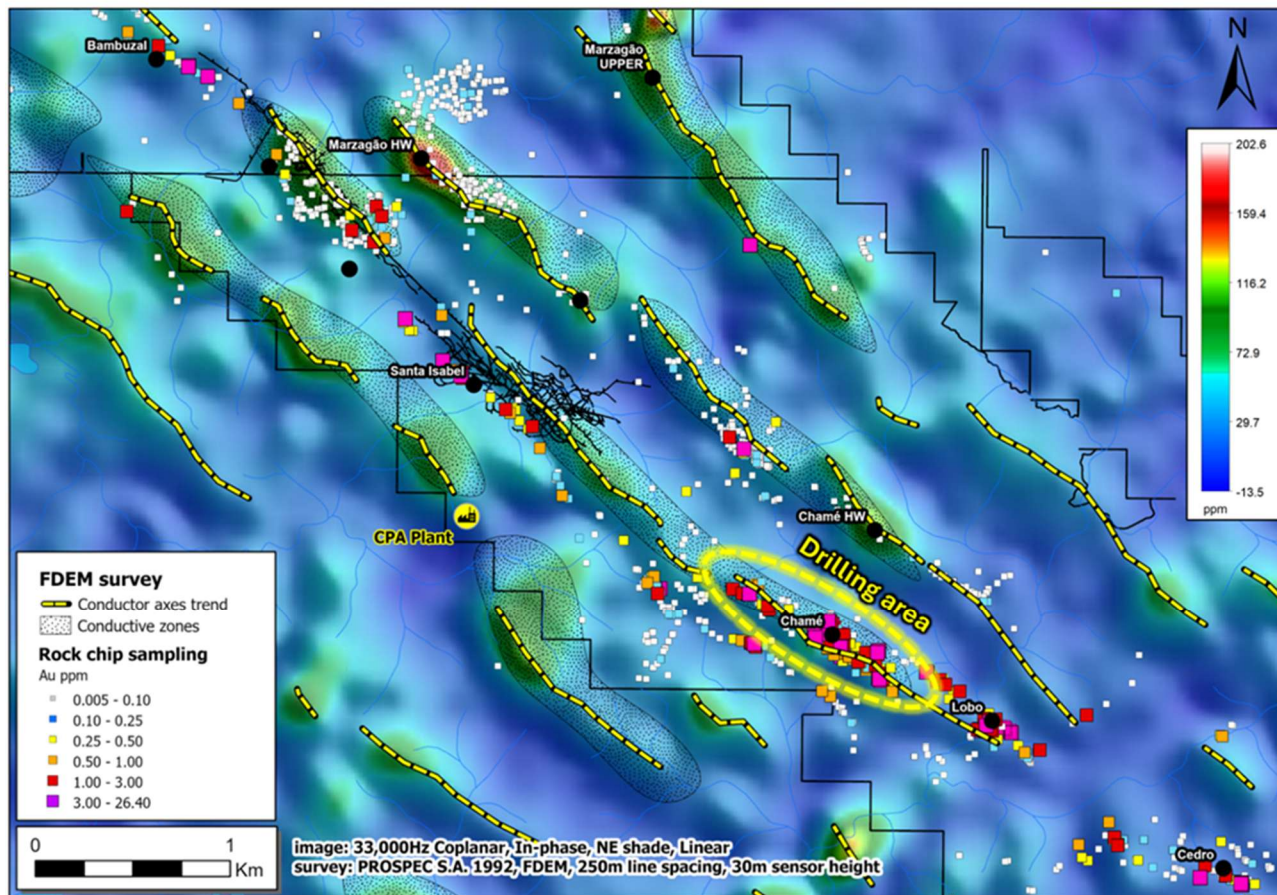 Bambuzal
Marzagão
UPPER
N
Marzagão HW
202.6
159.4
116.2
72.9
29.7
-13.5
ppm
Santa Isabel
CPA Plant
Chamé HW
Drilling area
Chamé
Lobo
Cedro
FDEM survey
Conductor axes trend
Conductive zones
Rock chip sampling
Au ppm
0.005 - 0.10
0.10 - 0.25
0.25 - 0.50
0.50 - 1.00
1.00 - 3.00
3.00 - 26.40
0 1
Km
image: 33,000Hz Coplanar, In-phase, NE shade, Linear
survey: PROSPEC S.A. 1992, FDEM, 250m line spacing, 30m sensor height